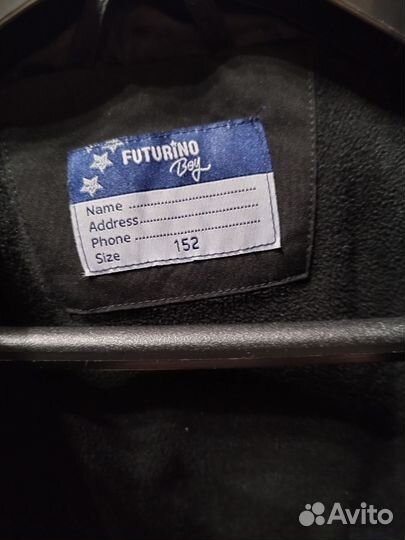 FUTURINO
Boy
Name
Address
Phone
Size 152
Avito